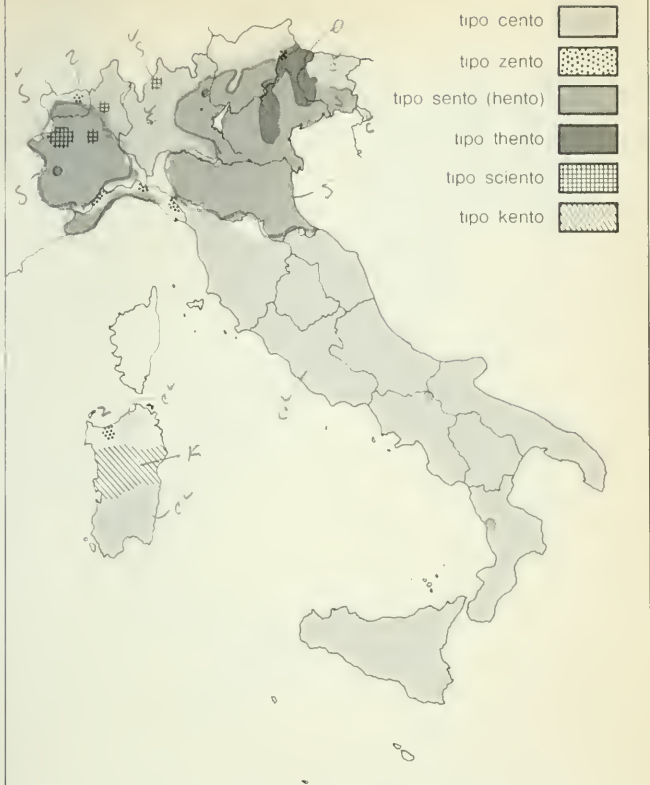 tipo cento
tipo zento
tipo sento (hento)
tipo thento
tipo sciento
tipo kento
θ
š
z
š
s
s
z
č
č
K
č